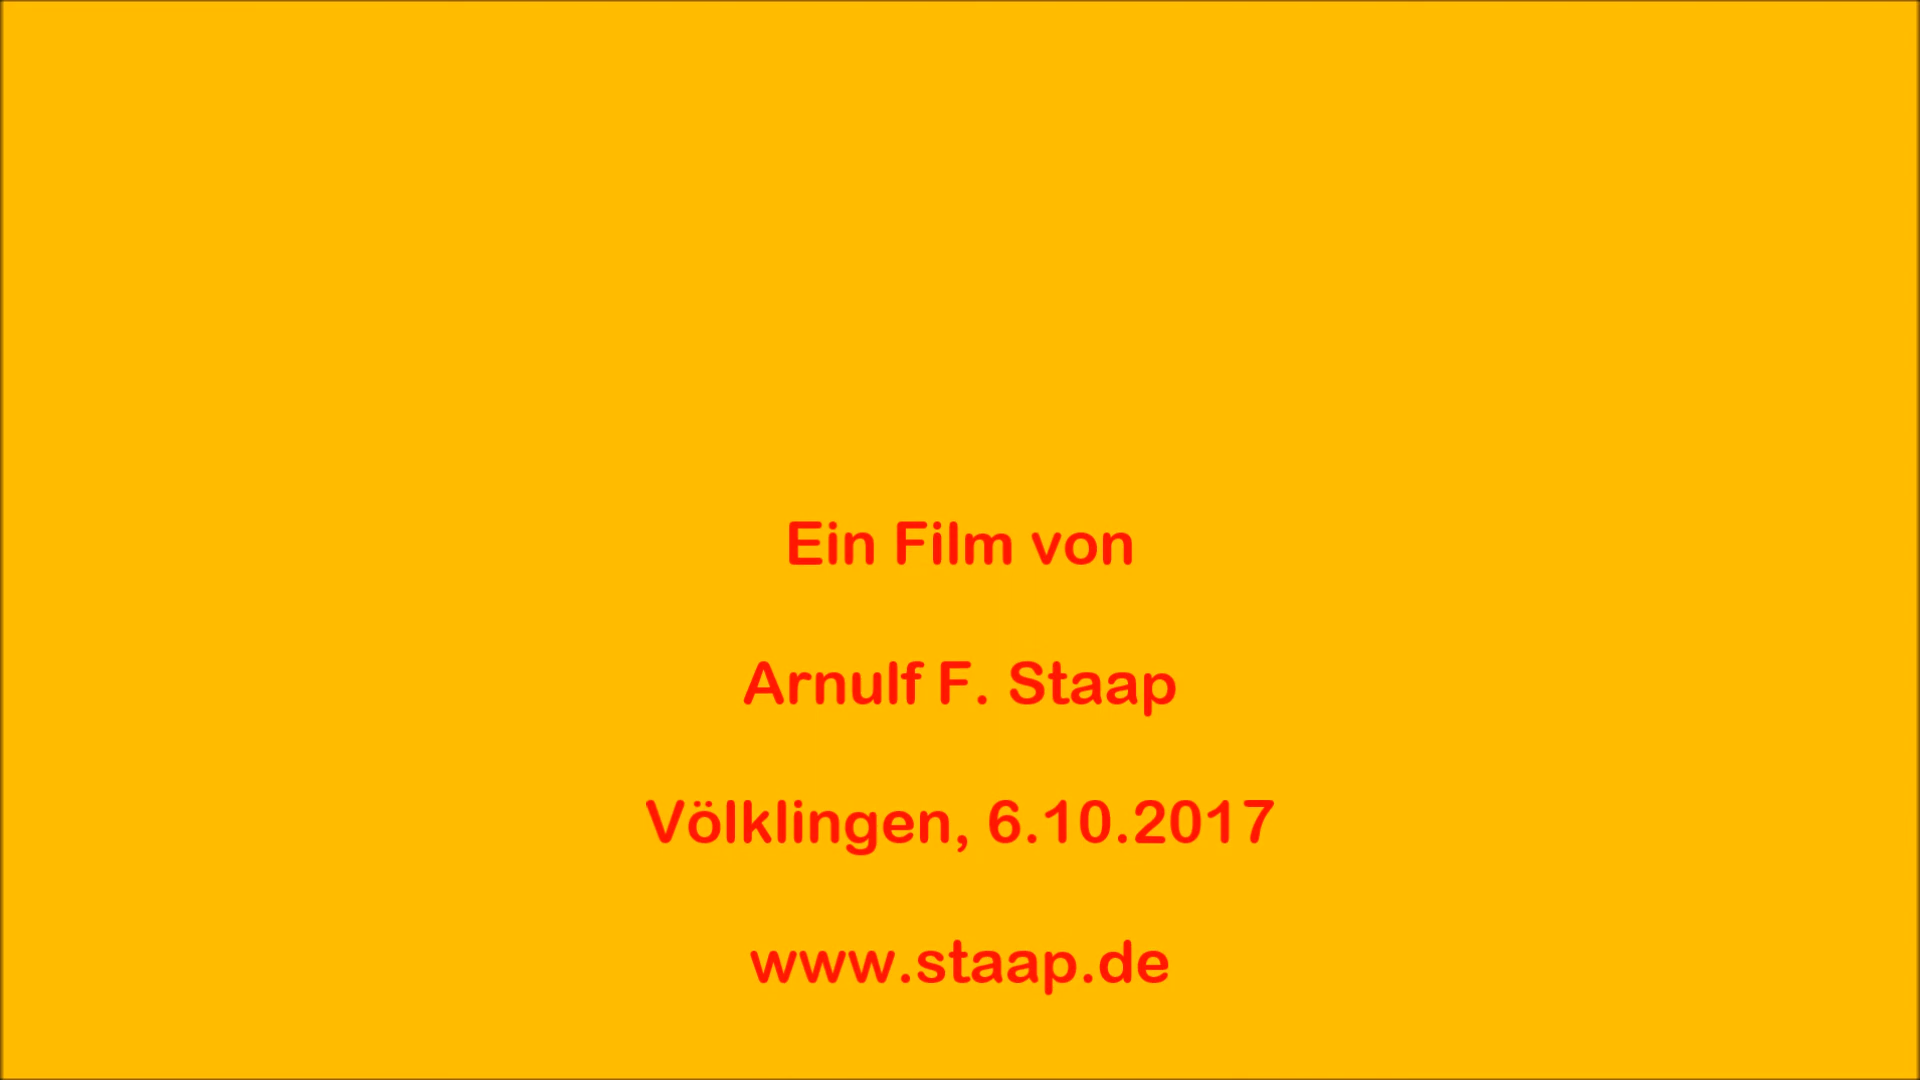 Ein Film von
Arnulf F. Staap
Völklingen, 6.10.2017
www.staap.de